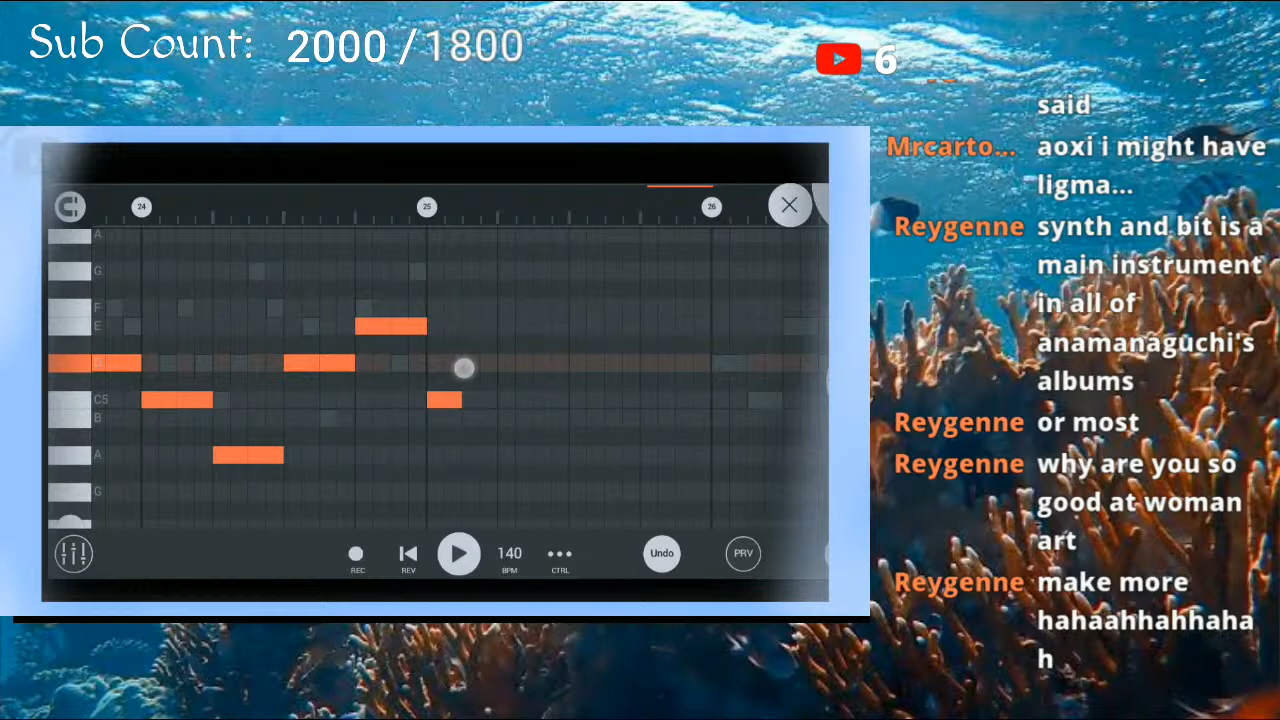 Sub Count: 2000 / 1800
6
said
Mrcarto... aoxi i might have
ligma...
Reygenne synth and bit is a
main instrument
in all of
anamanaguchi's
albums
Reygenne or most
Reygenne why are you so
good at woman
art
Reygenne make more
hahaahhahhaha
h
24 25 26
A
G
F
E
C5
B
A
G
REC REV 140 BPM CTRL Undo PRV